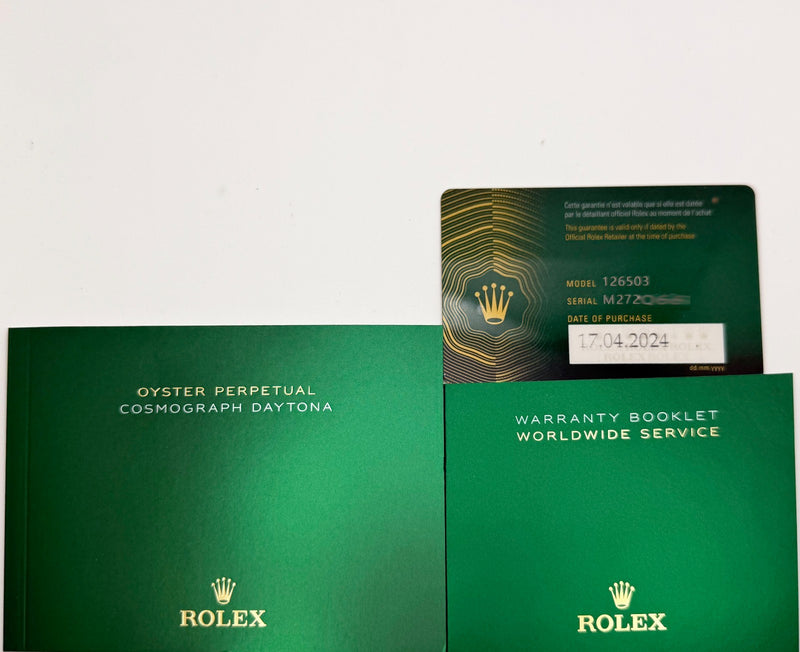 Cette garantie n'est valable que si elle est datée
par le détaillant officiel Rolex au moment de l'achat
This guarantee is valid only if dated by the
Official Rolex Retailer at the time of purchase
MODEL 126503
SERIAL M272
DATE OF PURCHASE
17.04.2024
dd.mm.yyyy
OYSTER PERPETUAL
COSMOGRAPH DAYTONA
ROLEX
WARRANTY BOOKLET
WORLDWIDE SERVICE
ROLEX